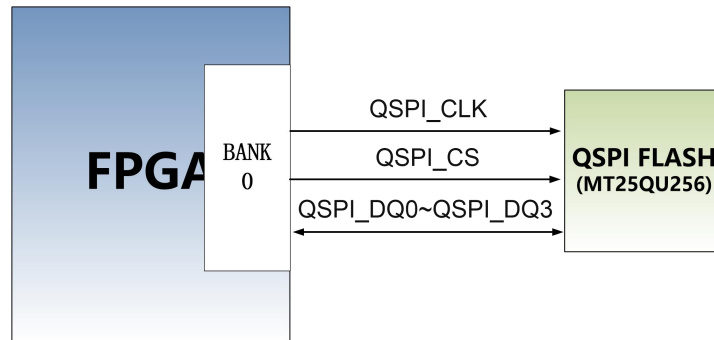 FPGA
BANK
0
QSPI_CLK
QSPI_CS
QSPI_DQ0~QSPI_DQ3
QSPI FLASH
(MT25QU256)